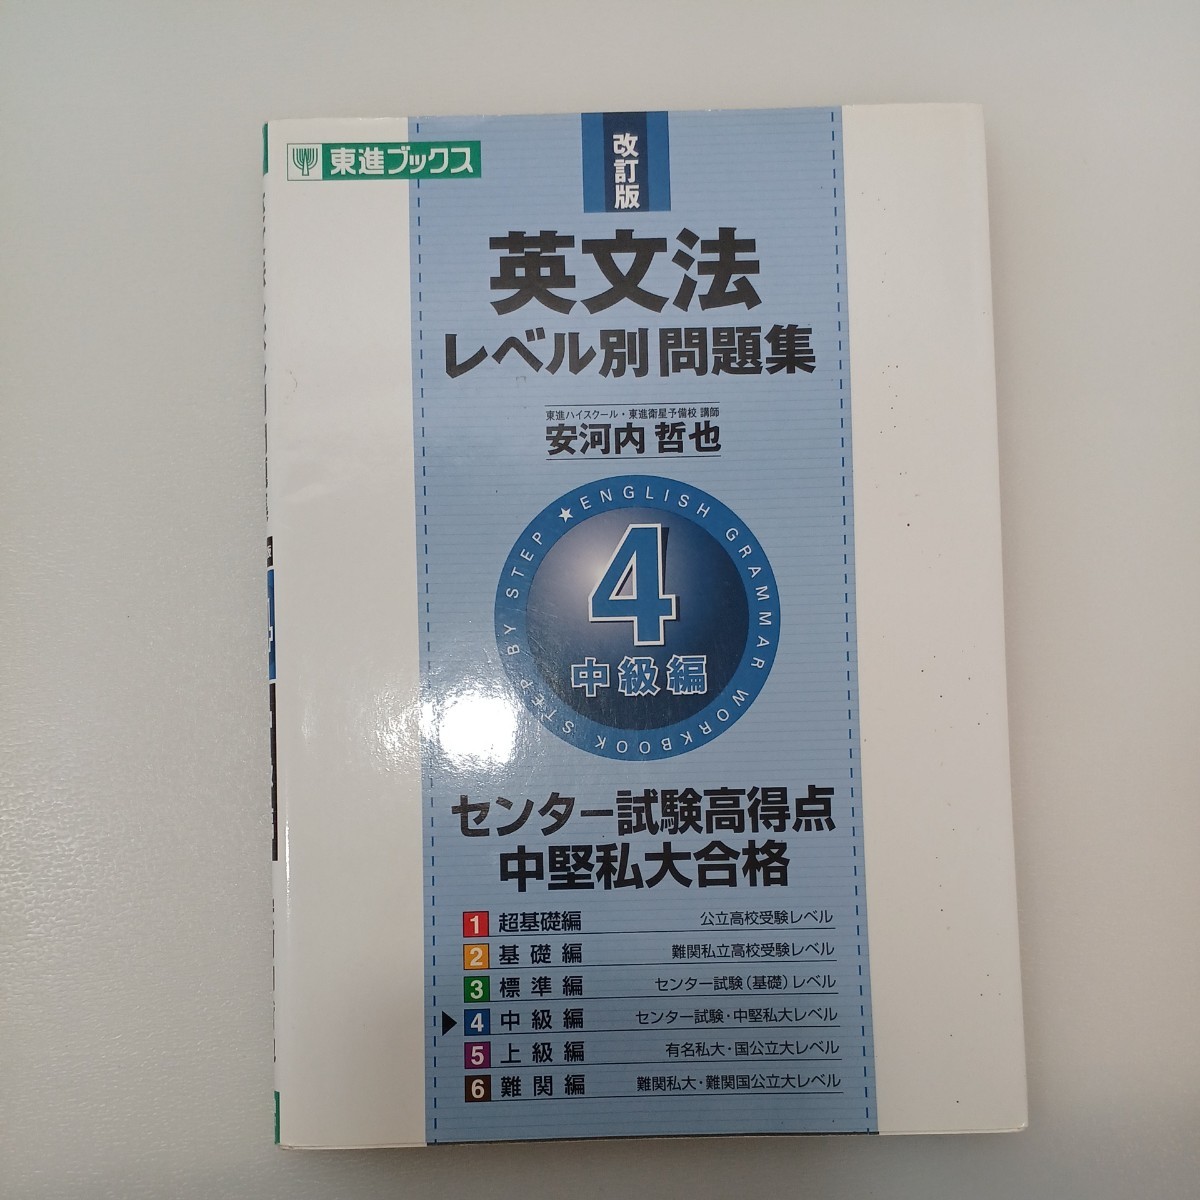 東進ブックス
改訂版
英文法
レベル別問題集
東進ハイスクール・東進衛星予備校 講師
安河内 哲也
STEP BY STEP ★ ENGLISH GRAMMAR WORKBOOK
4
中級編
センター試験高得点
中堅私大合格
1 超基礎編 公立高校受験レベル
2 基礎編 難関私立高校受験レベル
3 標準編 センター試験(基礎)レベル
▶ 4 中級編 センター試験・中堅私大レベル
5 上級編 有名私大・国公立大レベル
6 難関編 難関私大・難関国公立大レベル